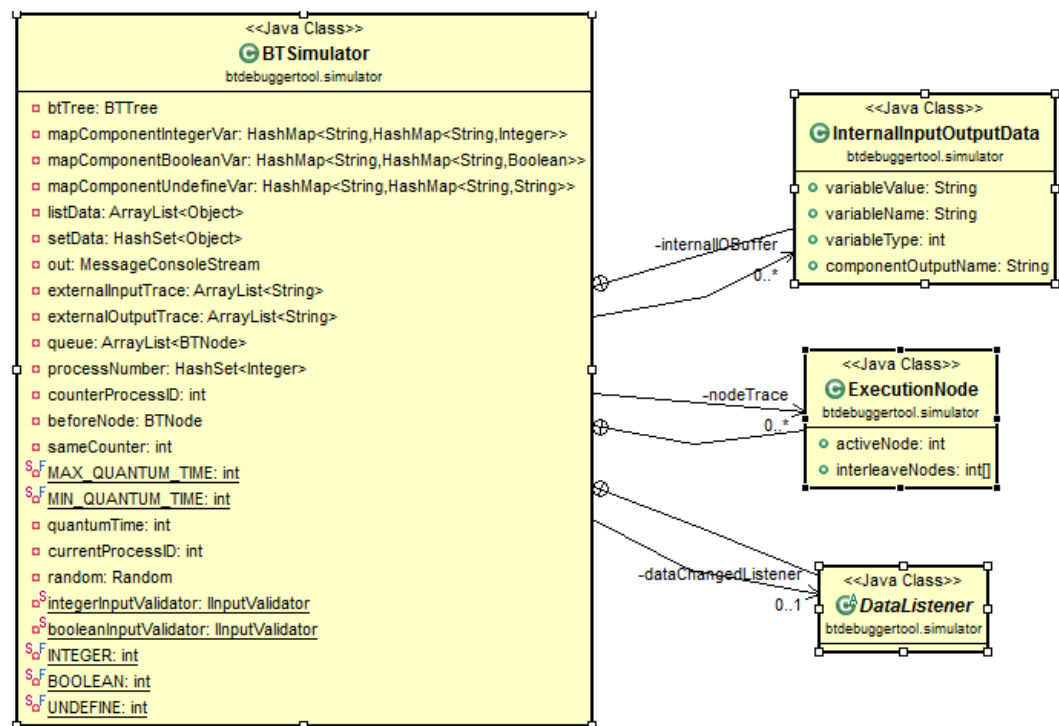 <<Java Class>>
BTSimulator
btdebuggertool.simulator
btTree: BTTree
mapComponentIntegerVar: HashMap<String,HashMap<String,Integer>>
mapComponentBooleanVar: HashMap<String,HashMap<String,Boolean>>
mapComponentUndefineVar: HashMap<String,HashMap<String,String>>
listData: ArrayList<Object>
setData: HashSet<Object>
out: MessageConsoleStream
externalInputTrace: ArrayList<String>
externalOutputTrace: ArrayList<String>
queue: ArrayList<BTNode>
processNumber: HashSet<Integer>
counterProcessID: int
beforeNode: BTNode
sameCounter: int
S F MAX_QUANTUM_TIME: int
S F MIN_QUANTUM_TIME: int
quantumTime: int
currentProcessID: int
random: Random
S integerInputValidator: IInputValidator
S booleanInputValidator: IInputValidator
S F INTEGER: int
S F BOOLEAN: int
S F UNDEFINE: int
-internalIOBuffer
0..*
-nodeTrace
0..*
-dataChangedListener
0..1
<<Java Class>>
InternalInputOutputData
btdebuggertool.simulator
variableValue: String
variableName: String
variableType: int
componentOutputName: String
<<Java Class>>
ExecutionNode
btdebuggertool.simulator
activeNode: int
interleaveNodes: int[]
<<Java Class>>
DataListener
btdebuggertool.simulator